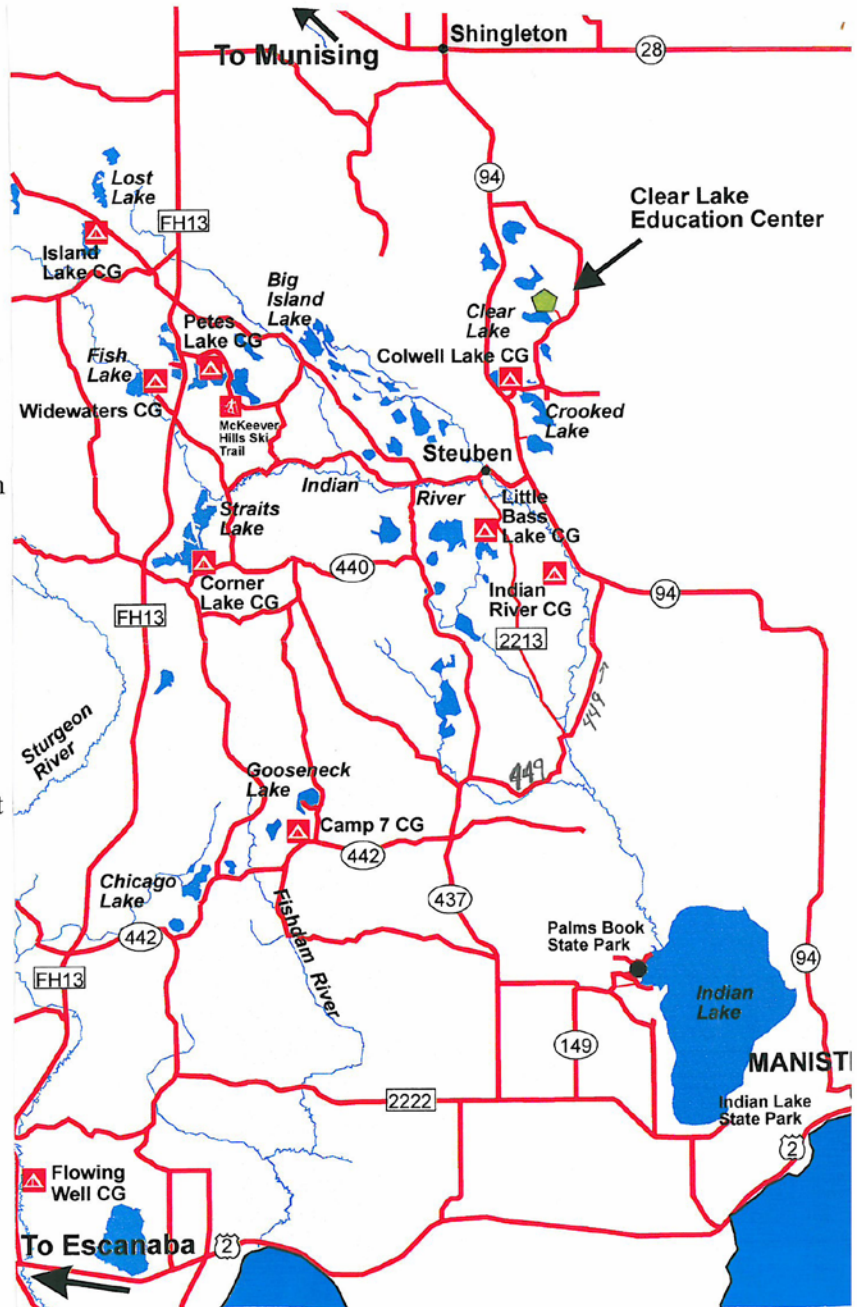 Shingleton
To Munising
28
94
Lost
Lake
FH13
Clear Lake
Education Center
Island
Lake CG
Big
Island
Lake
Petes
Lake CG
Clear
Lake
Fish
Lake
Colwell Lake CG
Widewaters CG
McKeever
Hills Ski
Trail
Crooked
Lake
Steuben
Indian
River
Little
Bass
Lake CG
Straits
Lake
440
Corner
Lake CG
Indian
River CG
94
FH13
2213
449
449
Sturgeon
River
Gooseneck
Lake
Camp 7 CG
442
Chicago
Lake
437
Fishdam River
442
Palms Book
State Park
94
FH13
Indian
Lake
149
MANISTI
2222
Indian Lake
State Park
2
Flowing
Well CG
To Escanaba
2